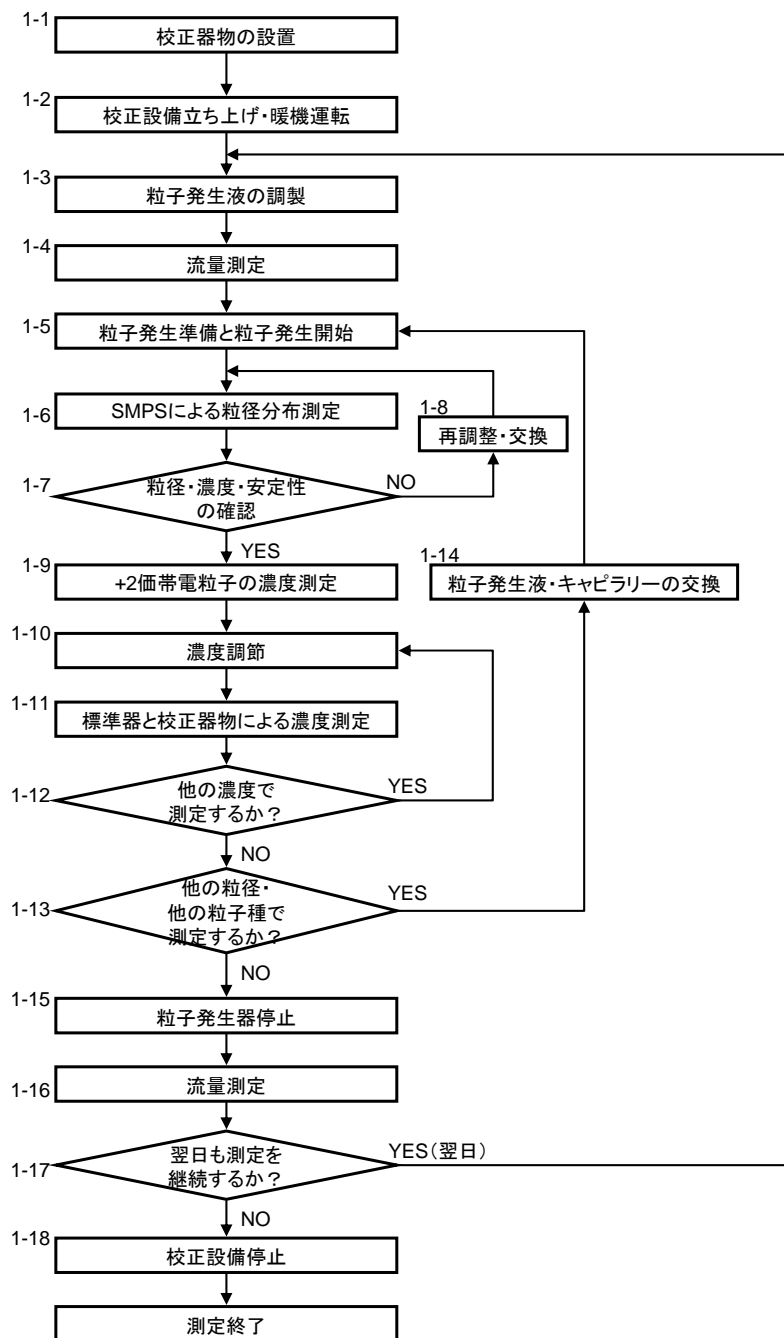 1-1
校正器物の設置
1-2
校正設備立ち上げ・暖機運転
1-3
粒子発生液の調製
1-4
流量測定
1-5
粒子発生準備と粒子発生開始
1-6
SMPSによる粒径分布測定
1-8
再調整・交換
1-7
粒径・濃度・安定性
の確認
NO
YES
1-9
+2価帯電粒子の濃度測定
1-14
粒子発生液・キャピラリーの交換
1-10
濃度調節
1-11
標準器と校正器物による濃度測定
1-12
他の濃度で
測定するか？
YES
NO
1-13
他の粒径・
他の粒子種で
測定するか？
YES
NO
1-15
粒子発生器停止
1-16
流量測定
1-17
翌日も測定を
継続するか？
YES（翌日）
NO
1-18
校正設備停止
測定終了